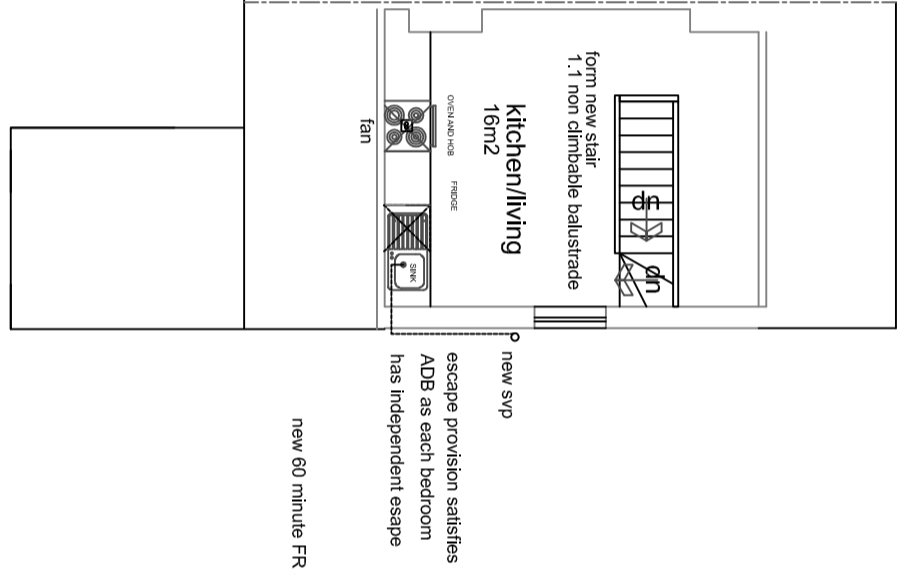 form new stair
1.1 non climbable balustrade
dn
dn
kitchen/living
16m2
OVEN AND HOB
FRIDGE
SINK
fan
new svp
escape provision satisfies
ADB as each bedroom
has independent esape
new 60 minute FR